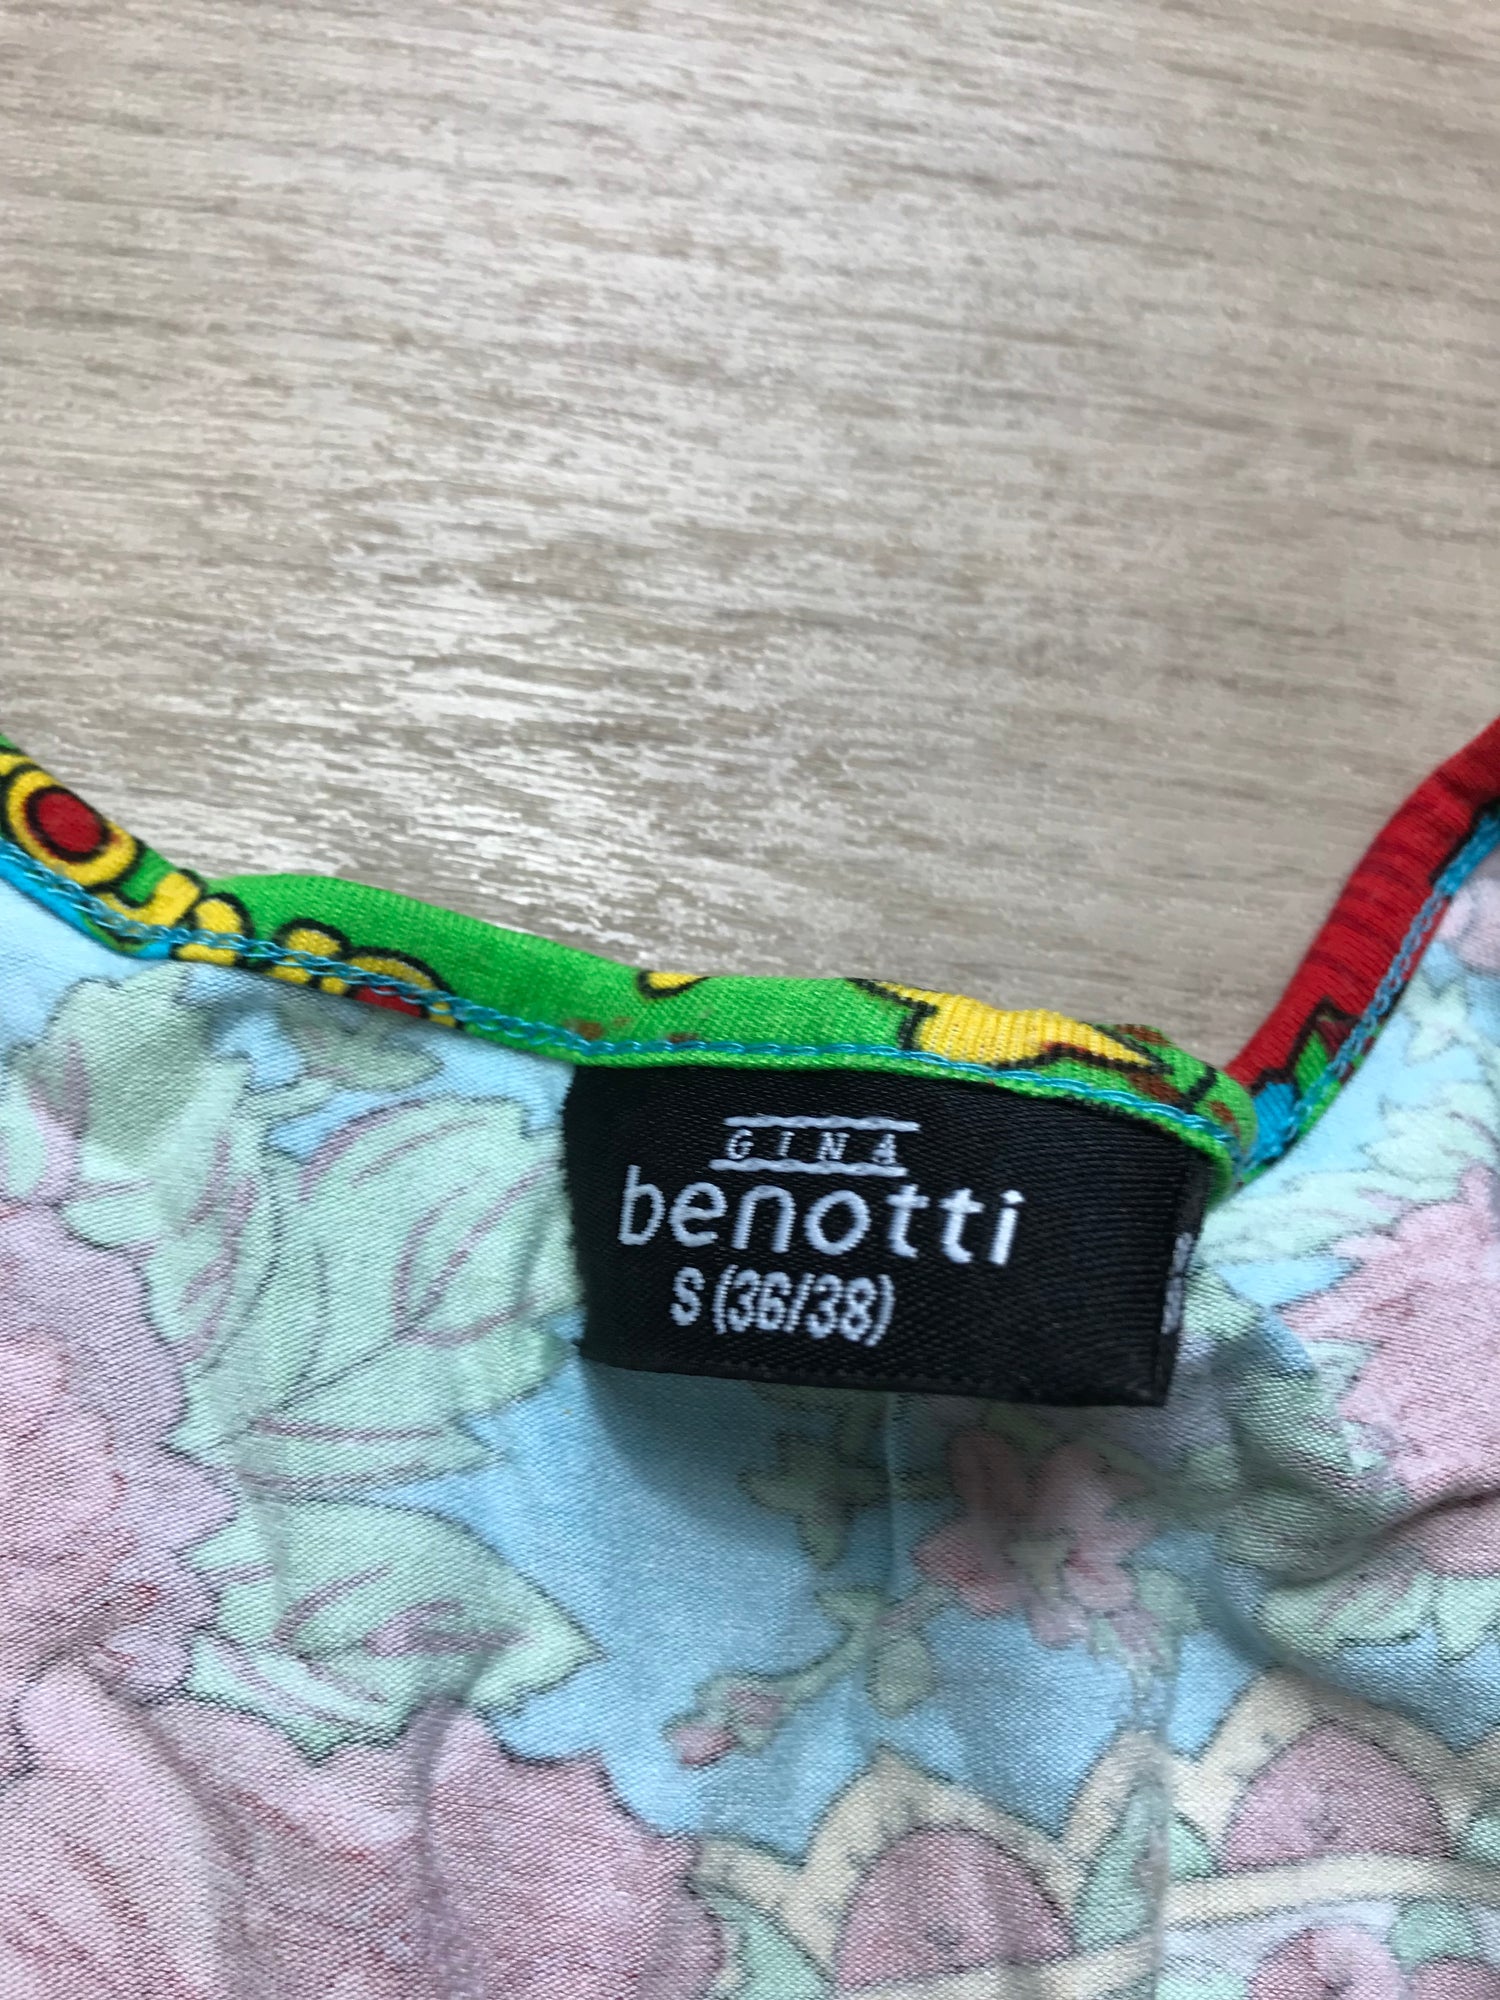 GINA
benotti
S (36/38)